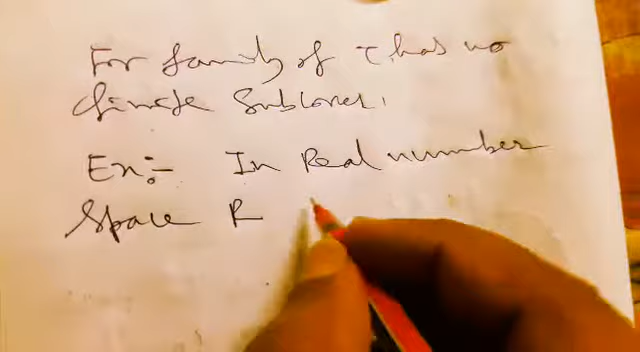 For family of τ has no
finite Subcover.
Ex:- In Real number
Space R